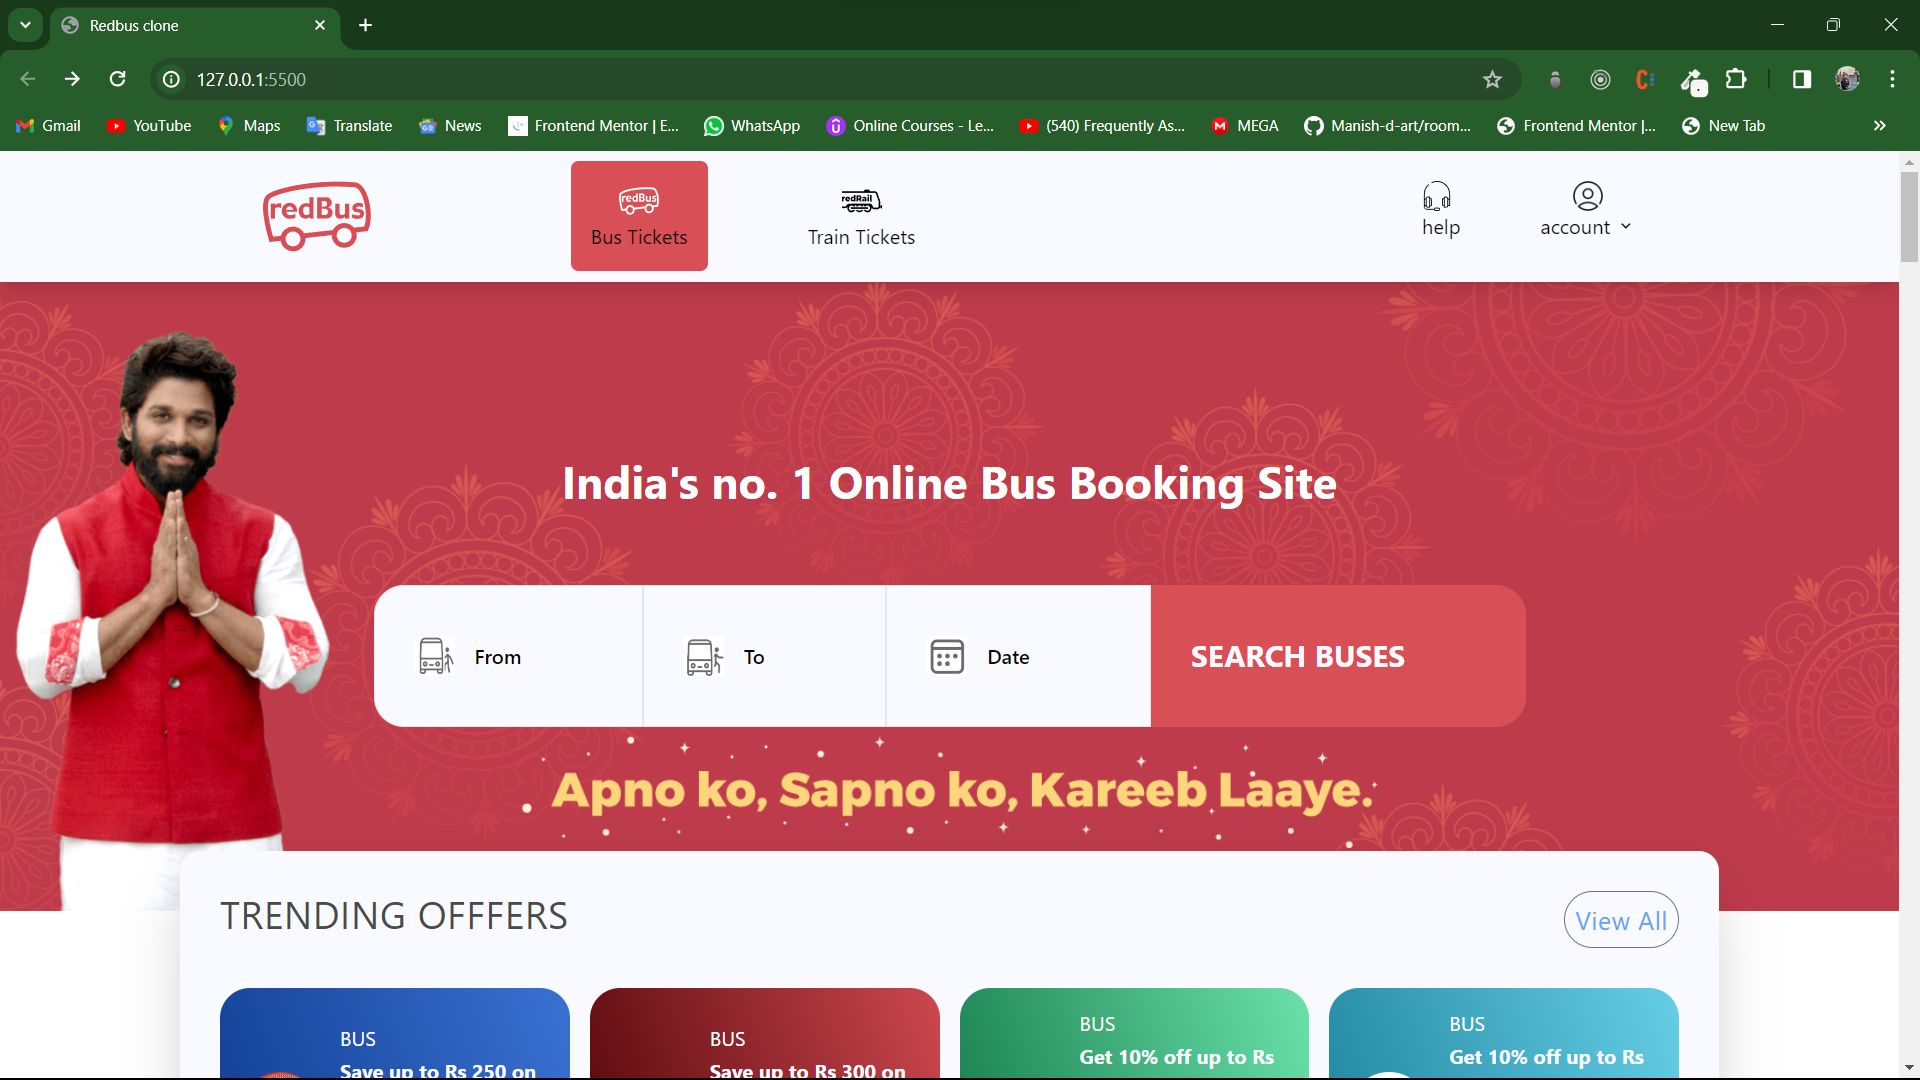 Redbus clone
127.0.0.1:5500
Gmail
YouTube
Maps
Translate
News
Frontend Mentor | E...
WhatsApp
Online Courses - Le...
(540) Frequently As...
MEGA
Manish-d-art/room...
Frontend Mentor |...
New Tab
redBus
redBus
Bus Tickets
redRail
Train Tickets
help
account
India's no. 1 Online Bus Booking Site
From
To
Date
SEARCH BUSES
Apno ko, Sapno ko, Kareeb Laaye.
TRENDING OFFFERS
View All
BUS
Save up to Rs 250 on
BUS
Save up to Rs 300 on
BUS
Get 10% off up to Rs
BUS
Get 10% off up to Rs